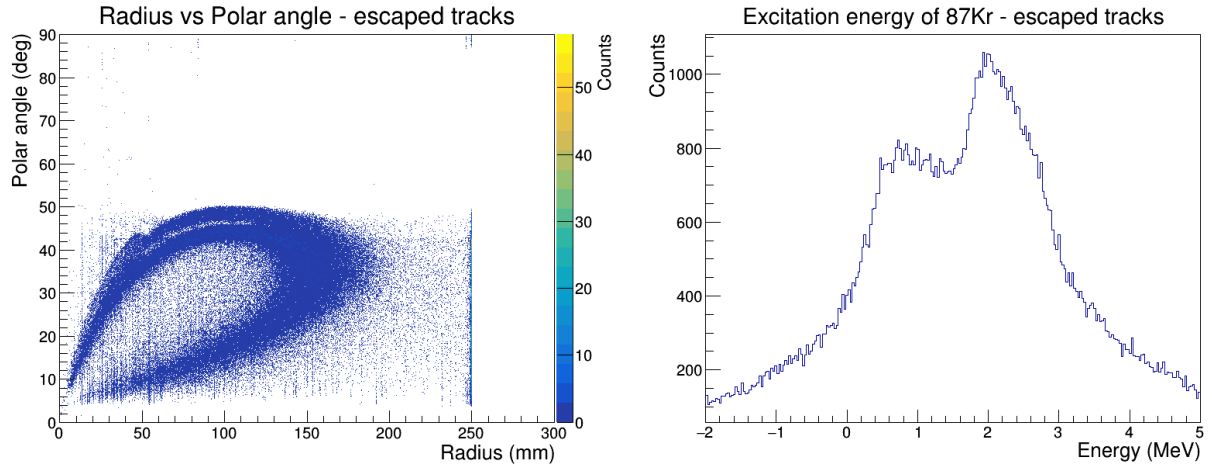 Radius vs Polar angle - escaped tracks
Polar angle (deg)
90
80
70
60
50
40
30
20
10
0
0 50 100 150 200 250 300
Radius (mm)
Counts
50
40
30
20
10
0
Excitation energy of 87Kr - escaped tracks
Counts
1000
800
600
400
200
−2 −1 0 1 2 3 4 5
Energy (MeV)